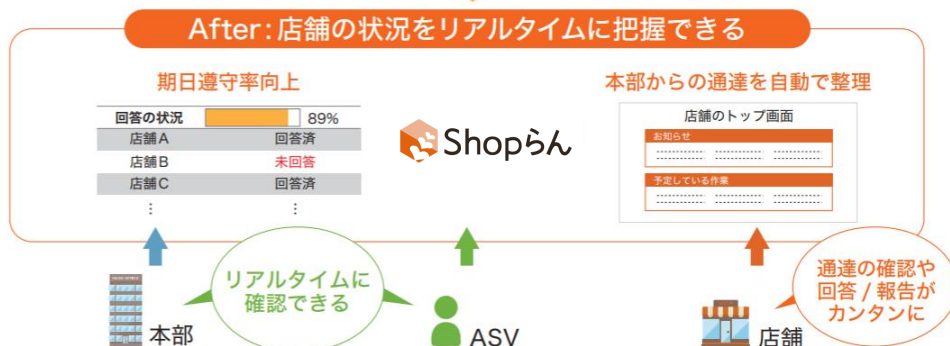 After:店舗の状況をリアルタイムに把握できる
期日遵守率向上
回答の状況 89%
店舗A 回答済
店舗B 未回答
店舗C 回答済
⋮ ⋮
Shopらん
本部からの通達を自動で整理
店舗のトップ画面
お知らせ
予定している作業
リアルタイムに
確認できる
通達の確認や
回答/報告が
カンタンに
本部
ASV
店舗